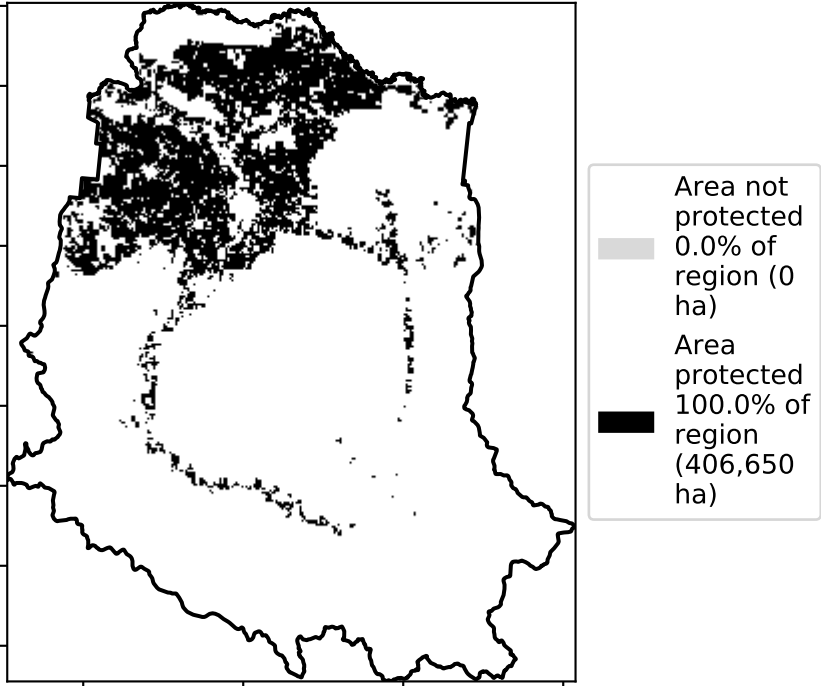 Area not
protected
0.0% of
region (0
ha)
Area
protected
100.0% of
region
(406,650
ha)